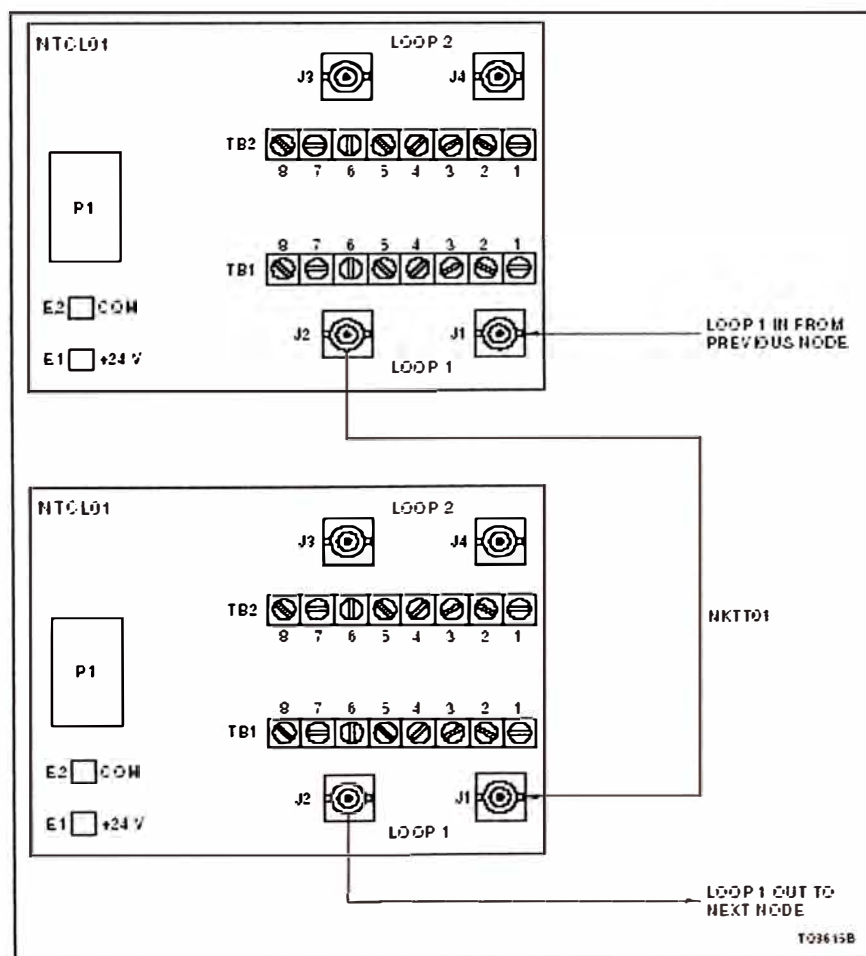 NTCL01
LOOP 2
J3
J4
TB2
8 7 6 5 4 3 2 1
P1
8 7 6 5 4 3 2 1
TB1
E2 COM
J2
J1
LOOP 1 IN FROM
PREVIOUS NODE
E1 +24 V
LOOP 1
NTCL01
LOOP 2
J3
J4
TB2
8 7 6 5 4 3 2 1
NKTT01
P1
8 7 6 5 4 3 2 1
TB1
E2 COM
J2
J1
E1 +24 V
LOOP 1
LOOP 1 OUT TO
NEXT NODE
T03615B